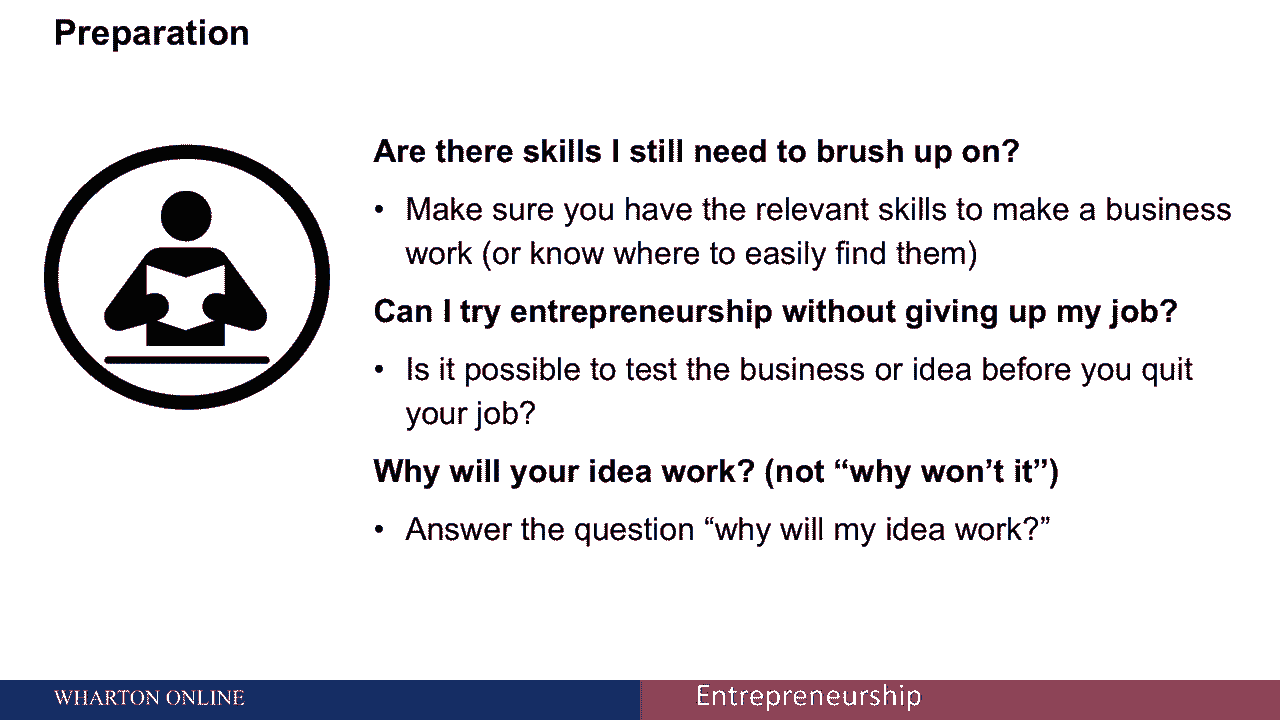 Preparation
Are there skills I still need to brush up on?
• Make sure you have the relevant skills to make a business
work (or know where to easily find them)
Can I try entrepreneurship without giving up my job?
• Is it possible to test the business or idea before you quit
your job?
Why will your idea work? (not “why won’t it”)
• Answer the question “why will my idea work?”
WHARTON ONLINE
Entrepreneurship